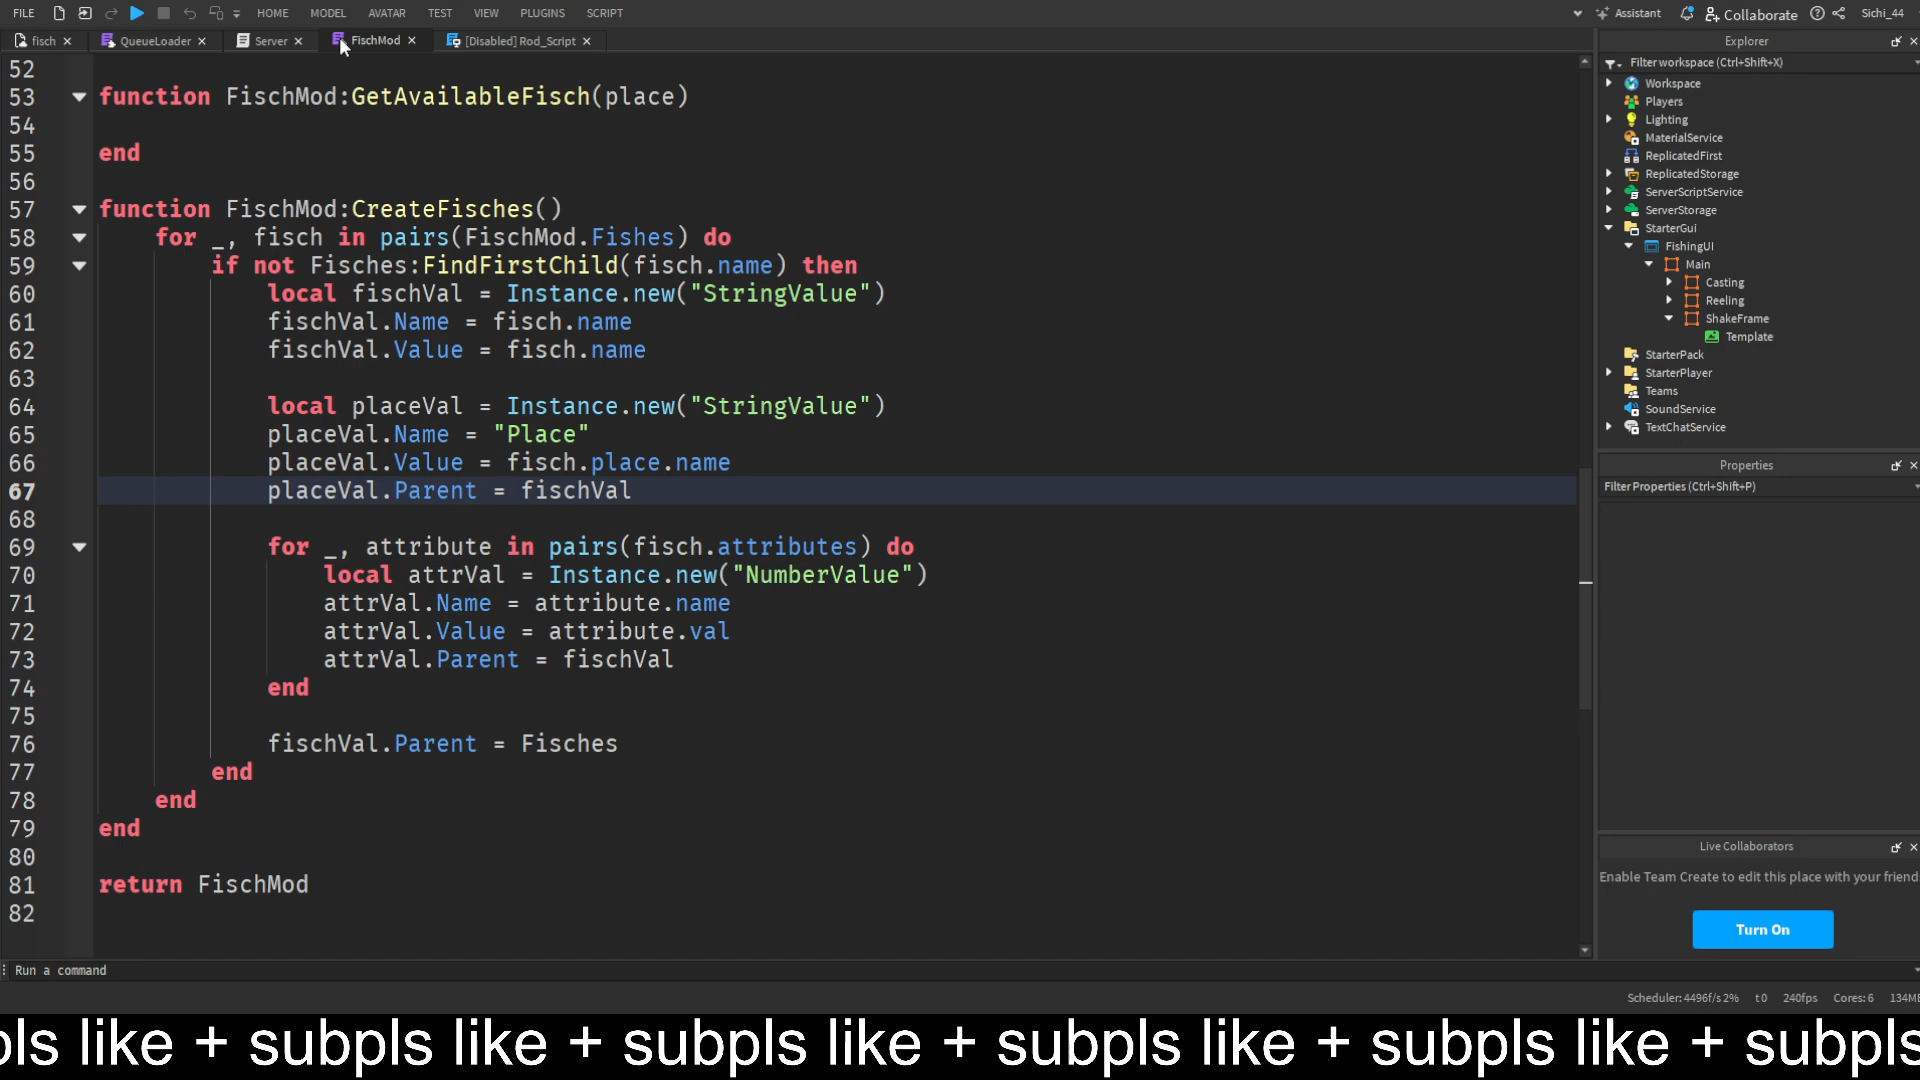 FILE HOME MODEL AVATAR TEST VIEW PLUGINS SCRIPT Assistant Collaborate Sichi_44
fisch QueueLoader Server FischMod [Disabled] Rod_Script
52
53 function FischMod:GetAvailableFisch(place)
54
55 end
56
57 function FischMod:CreateFisches()
58 for _, fisch in pairs(FischMod.Fishes) do
59 if not Fisches:FindFirstChild(fisch.name) then
60 local fischVal = Instance.new("StringValue")
61 fischVal.Name = fisch.name
62 fischVal.Value = fisch.name
63
64 local placeVal = Instance.new("StringValue")
65 placeVal.Name = "Place"
66 placeVal.Value = fisch.place.name
67 placeVal.Parent = fischVal
68
69 for _, attribute in pairs(fisch.attributes) do
70 local attrVal = Instance.new("NumberValue")
71 attrVal.Name = attribute.name
72 attrVal.Value = attribute.val
73 attrVal.Parent = fischVal
74 end
75
76 fischVal.Parent = Fisches
77 end
78 end
79 end
80
81 return FischMod
82
Run a command
Explorer
Filter workspace (Ctrl+Shift+X)
Workspace
Players
Lighting
MaterialService
ReplicatedFirst
ReplicatedStorage
ServerScriptService
ServerStorage
StarterGui
FishingUI
Main
Casting
Reeling
ShakeFrame
Template
StarterPack
StarterPlayer
Teams
SoundService
TextChatService
Properties
Filter Properties (Ctrl+Shift+P)
Live Collaborators
Enable Team Create to edit this place with your friend
Turn On
Scheduler: 4496f/s 2% t0 240fps Cores: 6 134ME
pls like + subpls like + subpls like + subpls like + subpls like + subpls